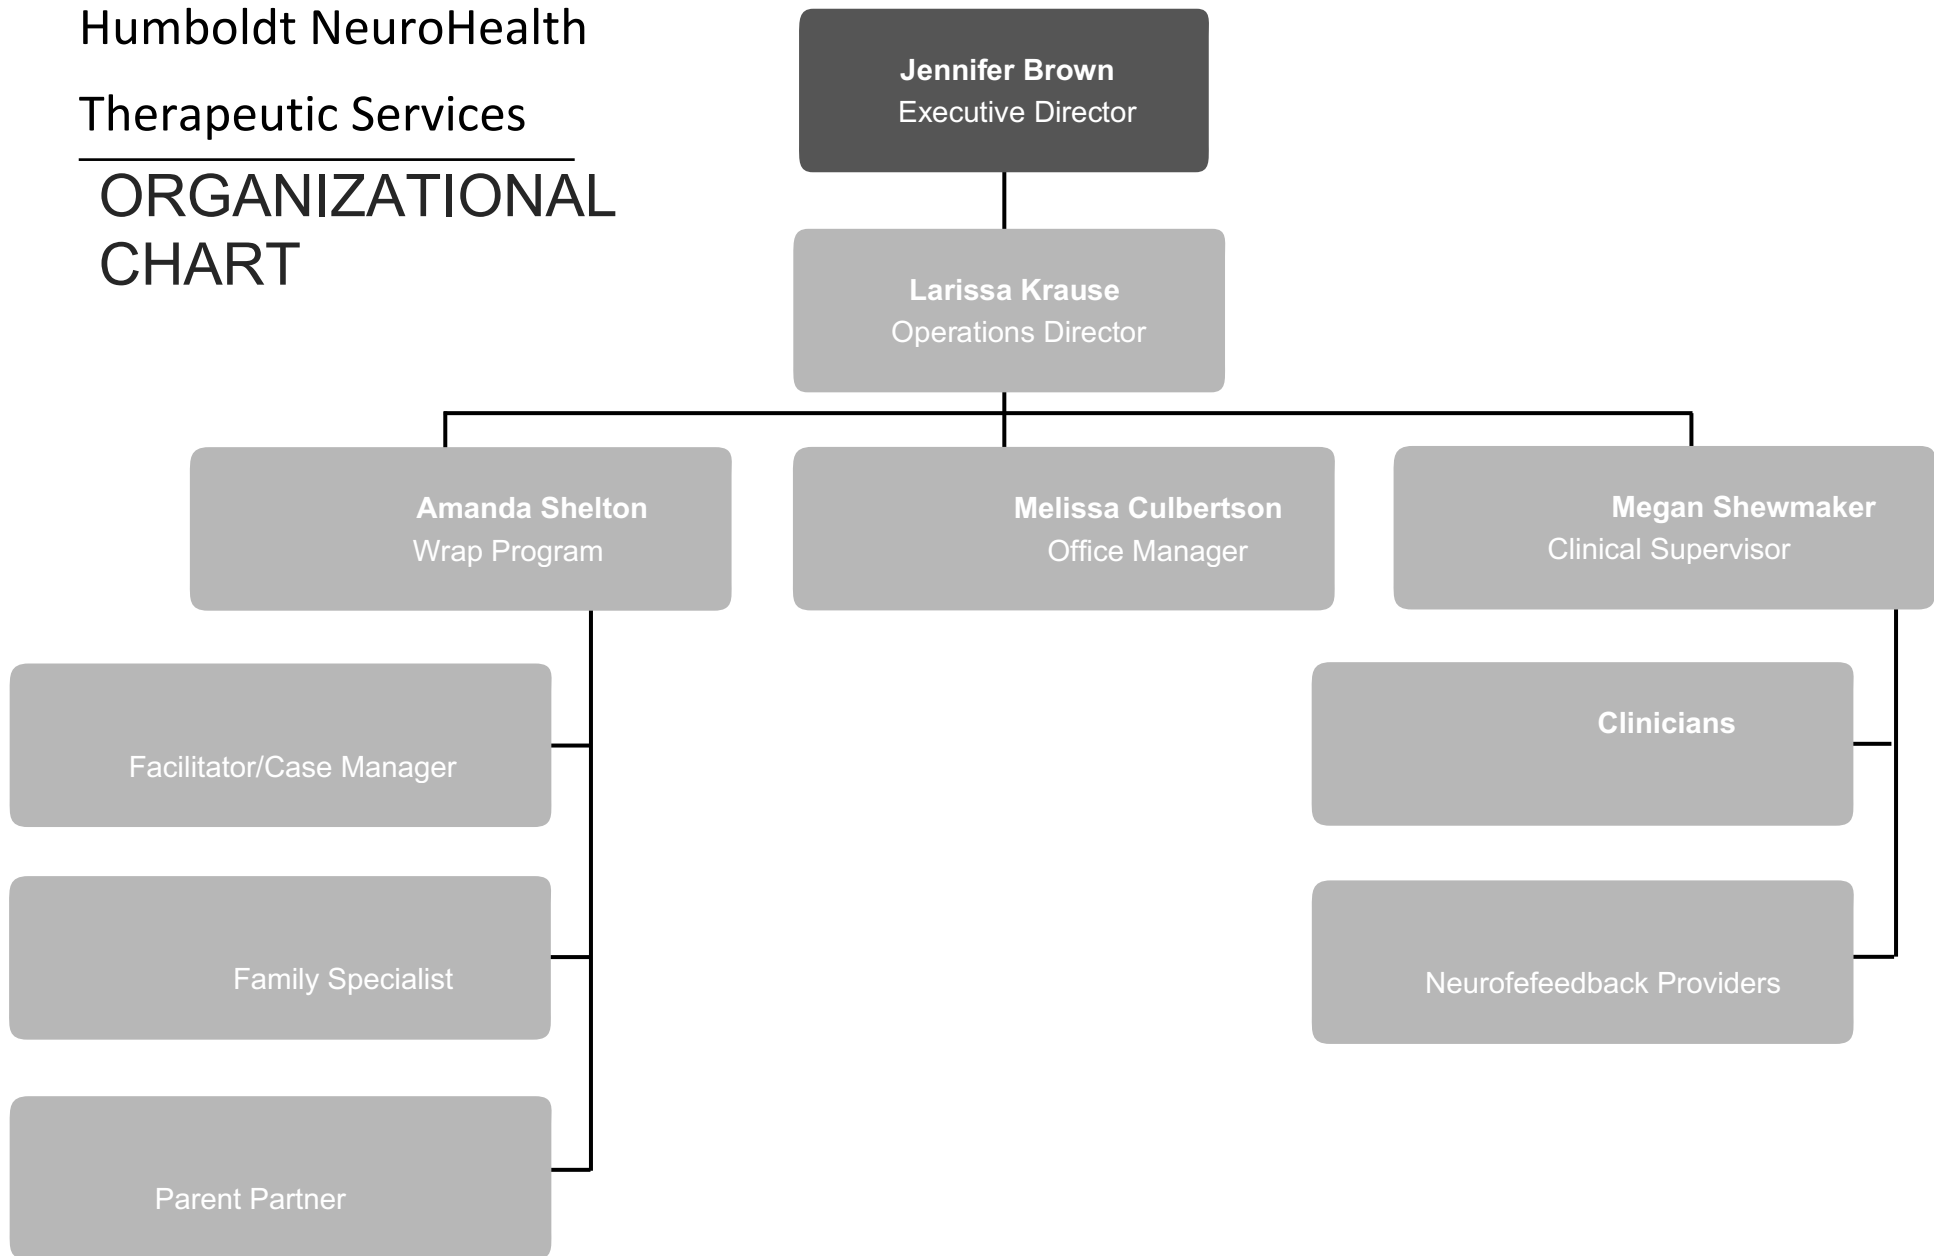 Humboldt NeuroHealth
Therapeutic Services
ORGANIZATIONAL
CHART
Jennifer Brown
Executive Director
Larissa Krause
Operations Director
Amanda Shelton
Wrap Program
Melissa Culbertson
Office Manager
Megan Shewmaker
Clinical Supervisor
Facilitator/Case Manager
Family Specialist
Parent Partner
Clinicians
Neurofefeedback Providers